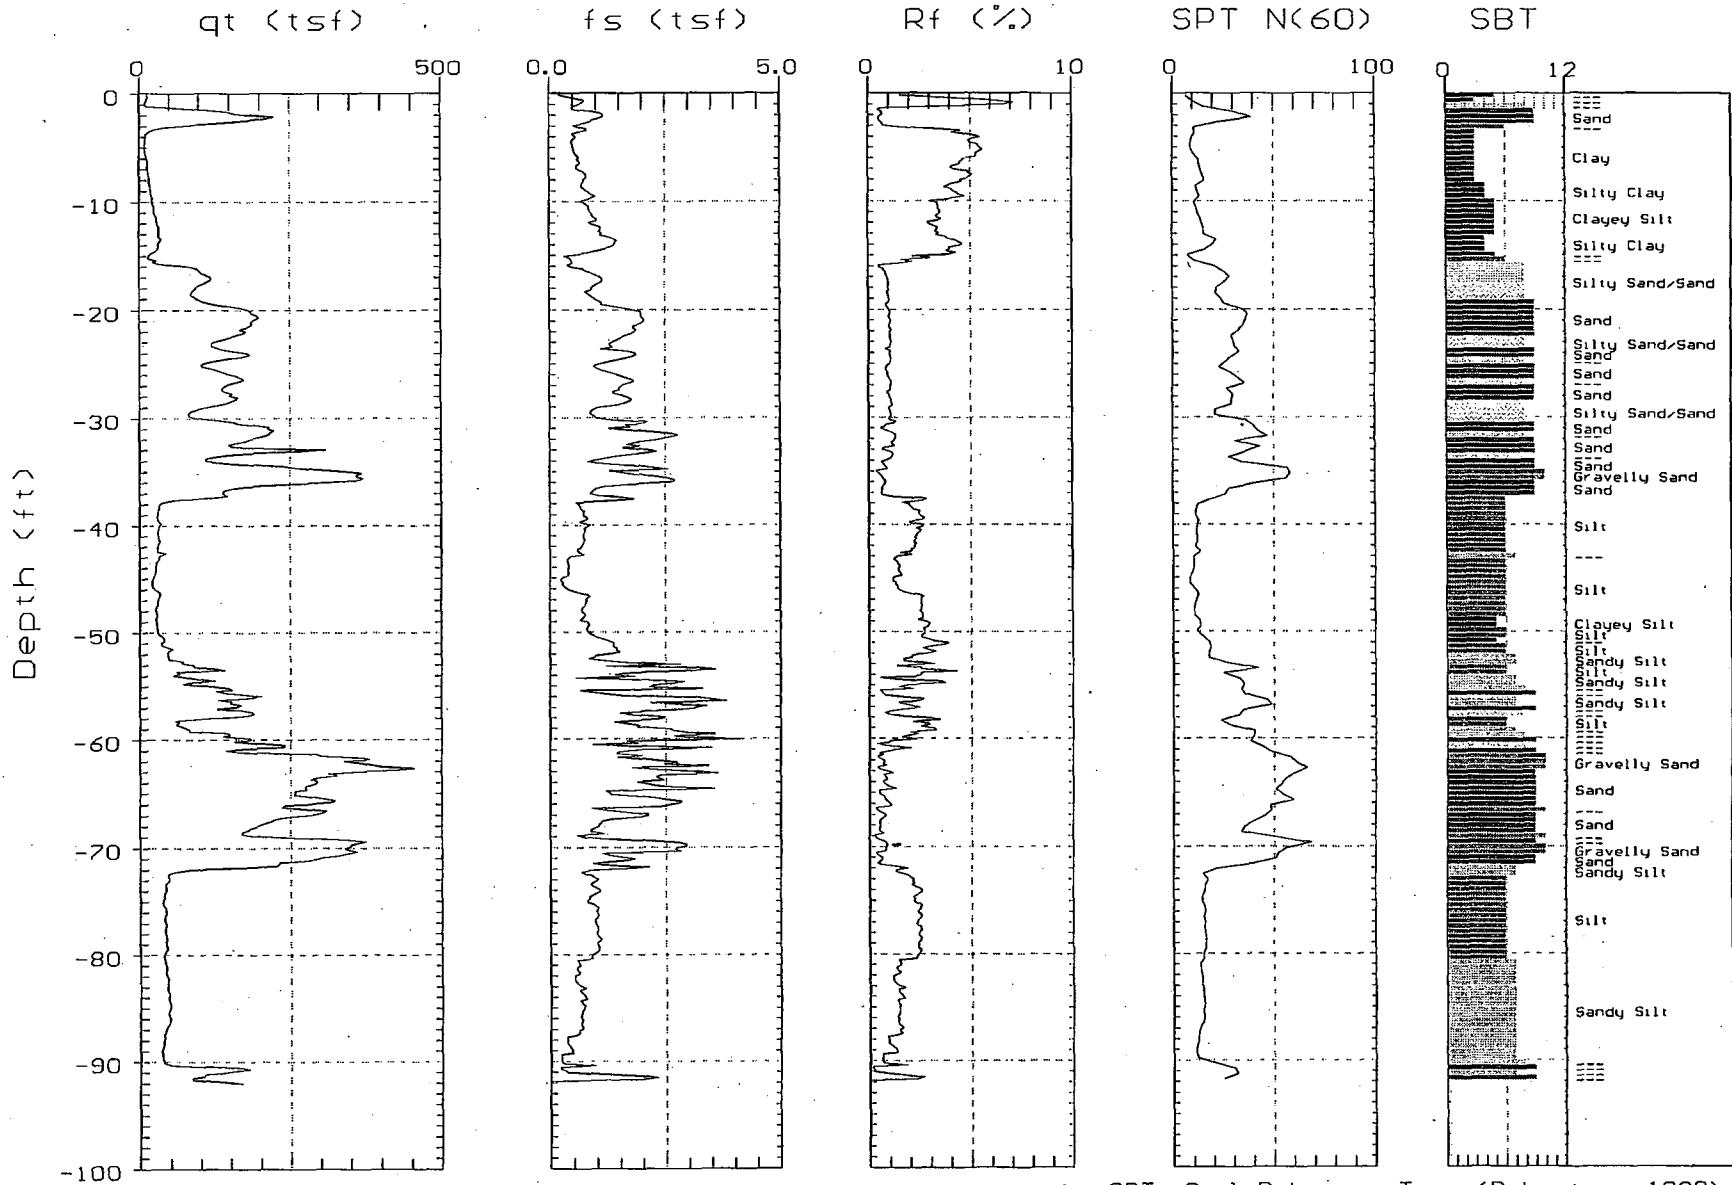 qt (tsf)
fs (tsf)
Rf (%)
SPT N(60)
SBT
0
500
0.0
5.0
0
10
0
100
0
12
Depth (ft)
0
-10
-20
-30
-40
-50
-60
-70
-80
-90
-100
---
---
Sand
---
Clay
Silty Clay
Clayey Silt
Silty Clay
---
Silty Sand/Sand
Sand
Silty Sand/Sand
Sand
---
Sand
---
Sand
Silty Sand/Sand
Sand
---
Sand
---
Sand
Gravelly Sand
Sand
Silt
---
Silt
Clayey Silt
Silt
---
Silt
Sandy Silt
Silt
Sandy Silt
---
Sandy Silt
---
Silt
---
---
---
Gravelly Sand
Sand
---
Sand
---
Gravelly Sand
Sand
Sandy Silt
Silt
Sandy Silt
---
---
---